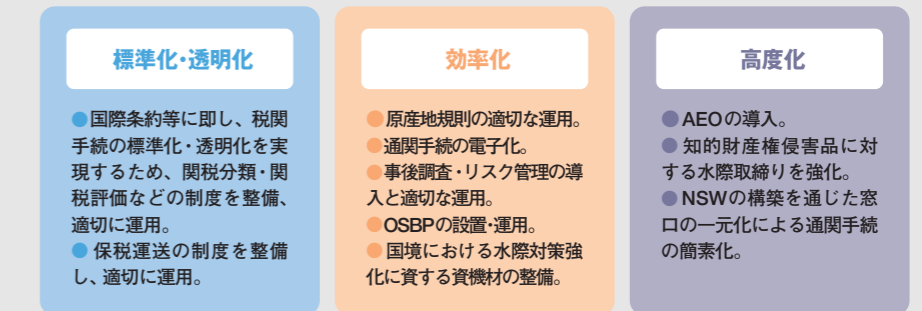 標準化・透明化
●国際条約等に即し、税関
手続の標準化・透明化を実
現するため、関税分類・関
税評価などの制度を整備、
適切に運用。
●保税運送の制度を整備
し、適切に運用。
効率化
●原産地規則の適切な運用。
●通関手続の電子化。
●事後調査・リスク管理の導
入と適切な運用。
●OSBPの設置・運用。
●国境における水際対策強
化に資する資機材の整備。
高度化
●AEOの導入。
●知的財産権侵害品に対
する水際取締りを強化。
●NSWの構築を通じた窓
口の一元化による通関手続
の簡素化。